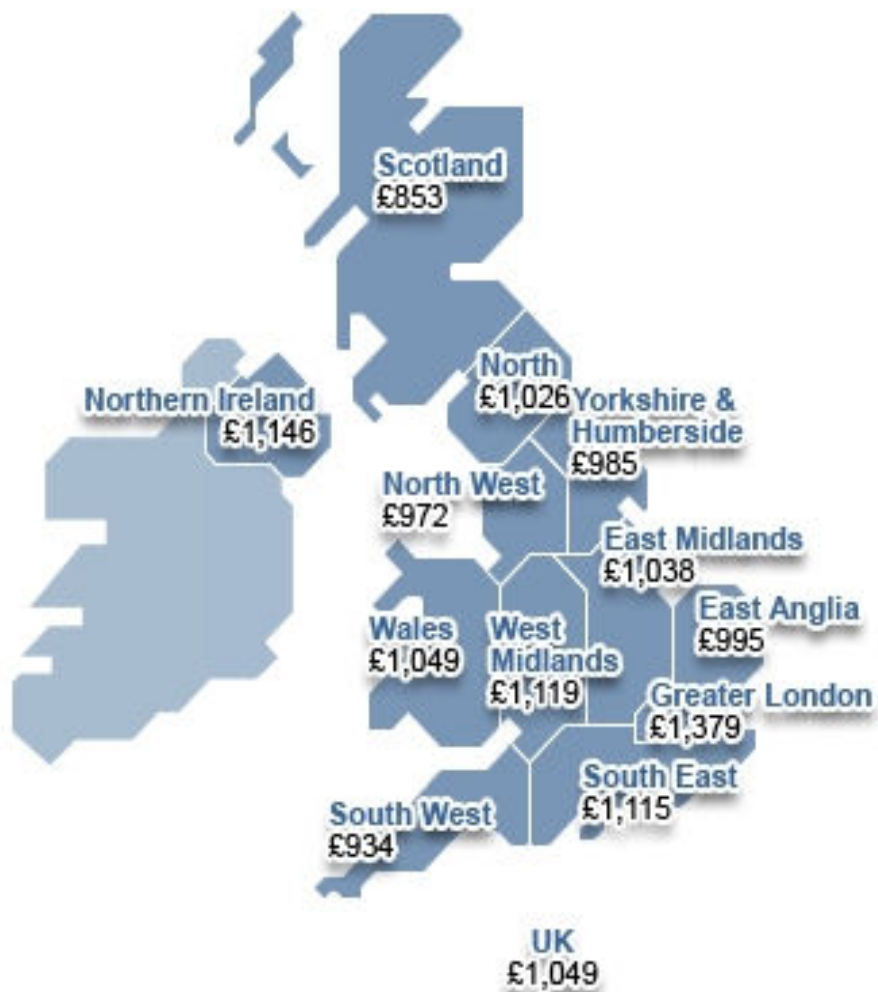 Scotland
£853
North
£1,026
Northern Ireland
£1,146
Yorkshire &
Humberside
£985
North West
£972
East Midlands
£1,038
East Anglia
£995
Wales
£1,049
West
Midlands
£1,119
Greater London
£1,379
South East
£1,115
South West
£934
UK
£1,049